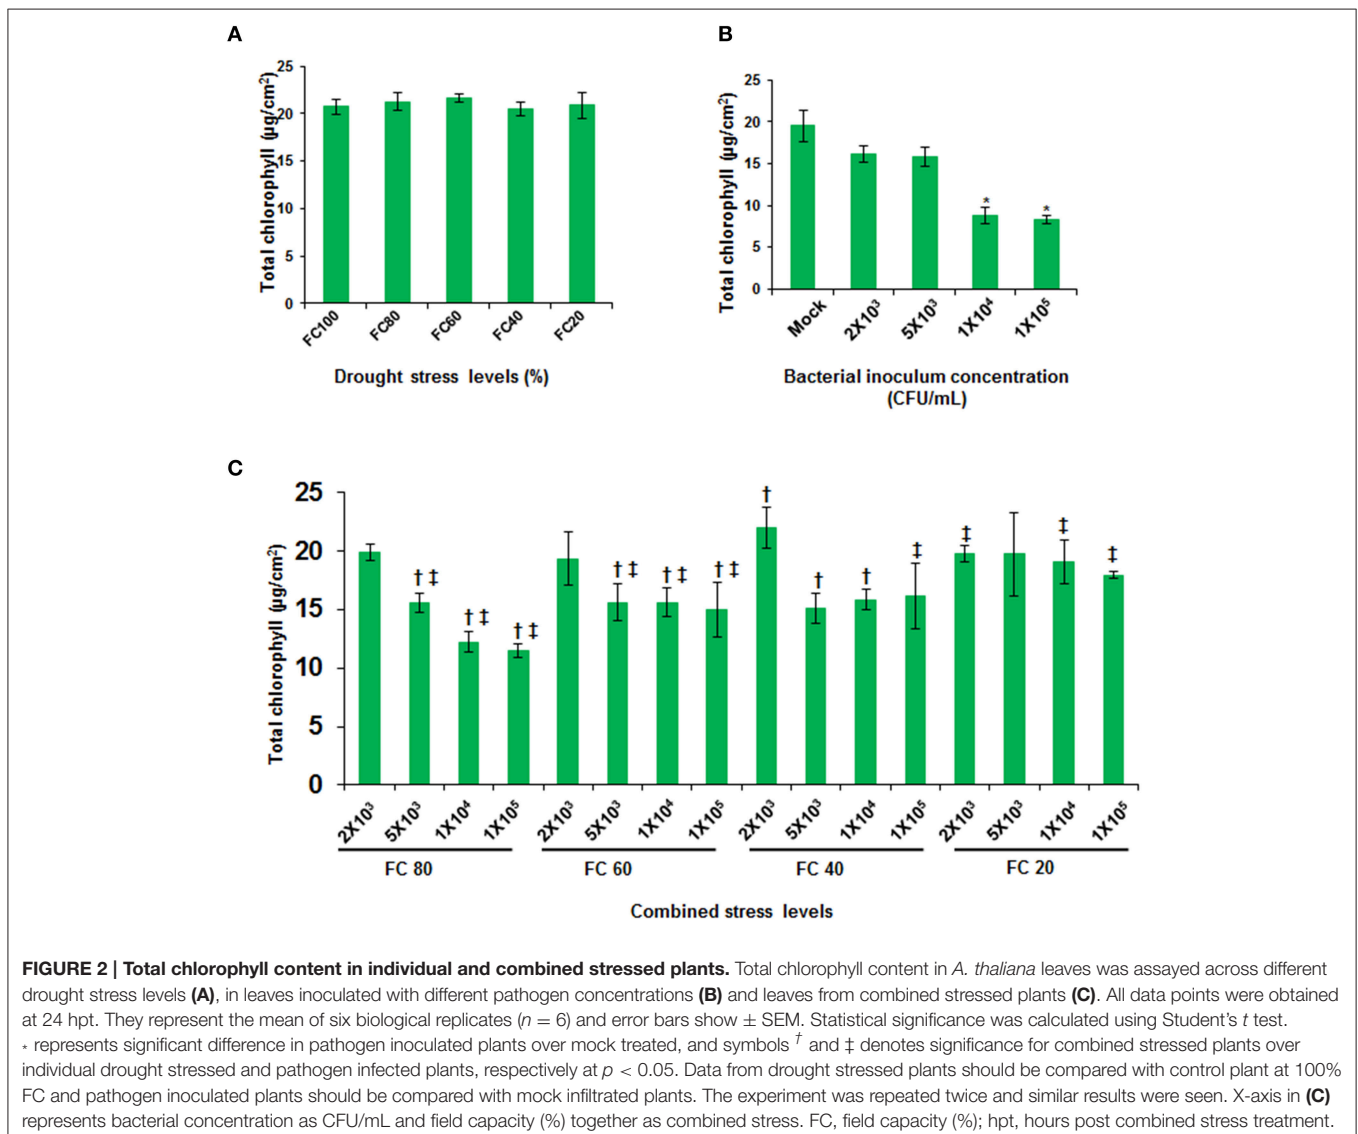 A
Total chlorophyll (µg/cm²)
25
20
15
10
5
0
FC100
FC80
FC60
FC40
FC20
Drought stress levels (%)
B
Total chlorophyll (µg/cm²)
25
20
15
10
5
0
*
*
Mock
2X10³
5X10³
1X10⁴
1X10⁵
Bacterial inoculum concentration
(CFU/mL)
C
Total chlorophyll (µg/cm²)
25
20
15
10
5
0
† ‡
† ‡
† ‡
† ‡
† ‡
† ‡
†
†
†
‡
‡
‡
‡
2X10³ 5X10³ 1X10⁴ 1X10⁵ 2X10³ 5X10³ 1X10⁴ 1X10⁵ 2X10³ 5X10³ 1X10⁴ 1X10⁵ 2X10³ 5X10³ 1X10⁴ 1X10⁵
FC 80 FC 60 FC 40 FC 20
Combined stress levels
FIGURE 2 | Total chlorophyll content in individual and combined stressed plants. Total chlorophyll content in A. thaliana leaves was assayed across different
drought stress levels (A), in leaves inoculated with different pathogen concentrations (B) and leaves from combined stressed plants (C). All data points were obtained
at 24 hpt. They represent the mean of six biological replicates (n = 6) and error bars show ± SEM. Statistical significance was calculated using Student's t test.
* represents significant difference in pathogen inoculated plants over mock treated, and symbols † and ‡ denotes significance for combined stressed plants over
individual drought stressed and pathogen infected plants, respectively at p < 0.05. Data from drought stressed plants should be compared with control plant at 100%
FC and pathogen inoculated plants should be compared with mock infiltrated plants. The experiment was repeated twice and similar results were seen. X-axis in (C)
represents bacterial concentration as CFU/mL and field capacity (%) together as combined stress. FC, field capacity (%); hpt, hours post combined stress treatment.